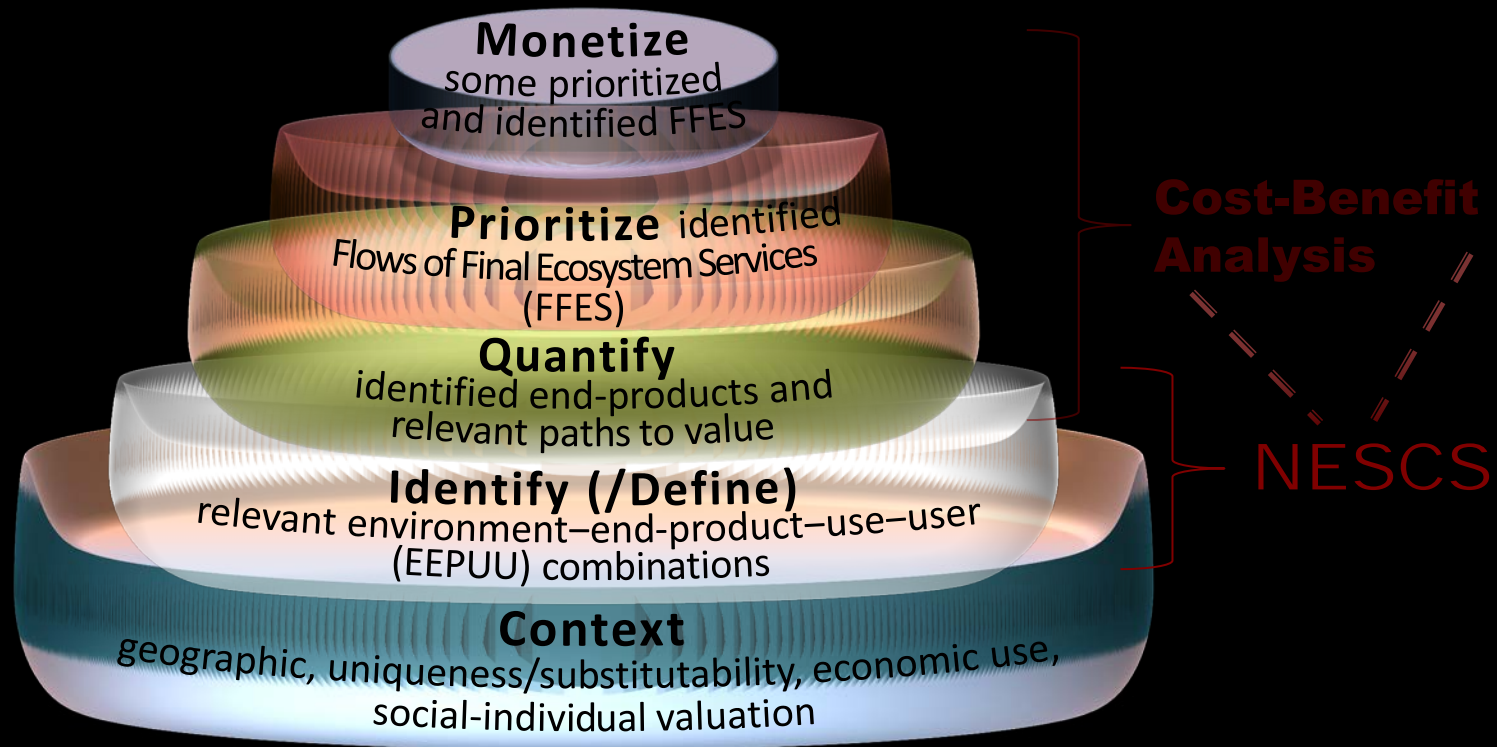 Monetize
some prioritized
and identified FFES
Prioritize identified
Flows of Final Ecosystem Services
(FFES)
Quantify
identified end-products and
relevant paths to value
Identify (/Define)
relevant environment–end-product–use–user
(EEPUU) combinations
Context
geographic, uniqueness/substitutability, economic use,
social-individual valuation
Cost-Benefit
Analysis
NESCS